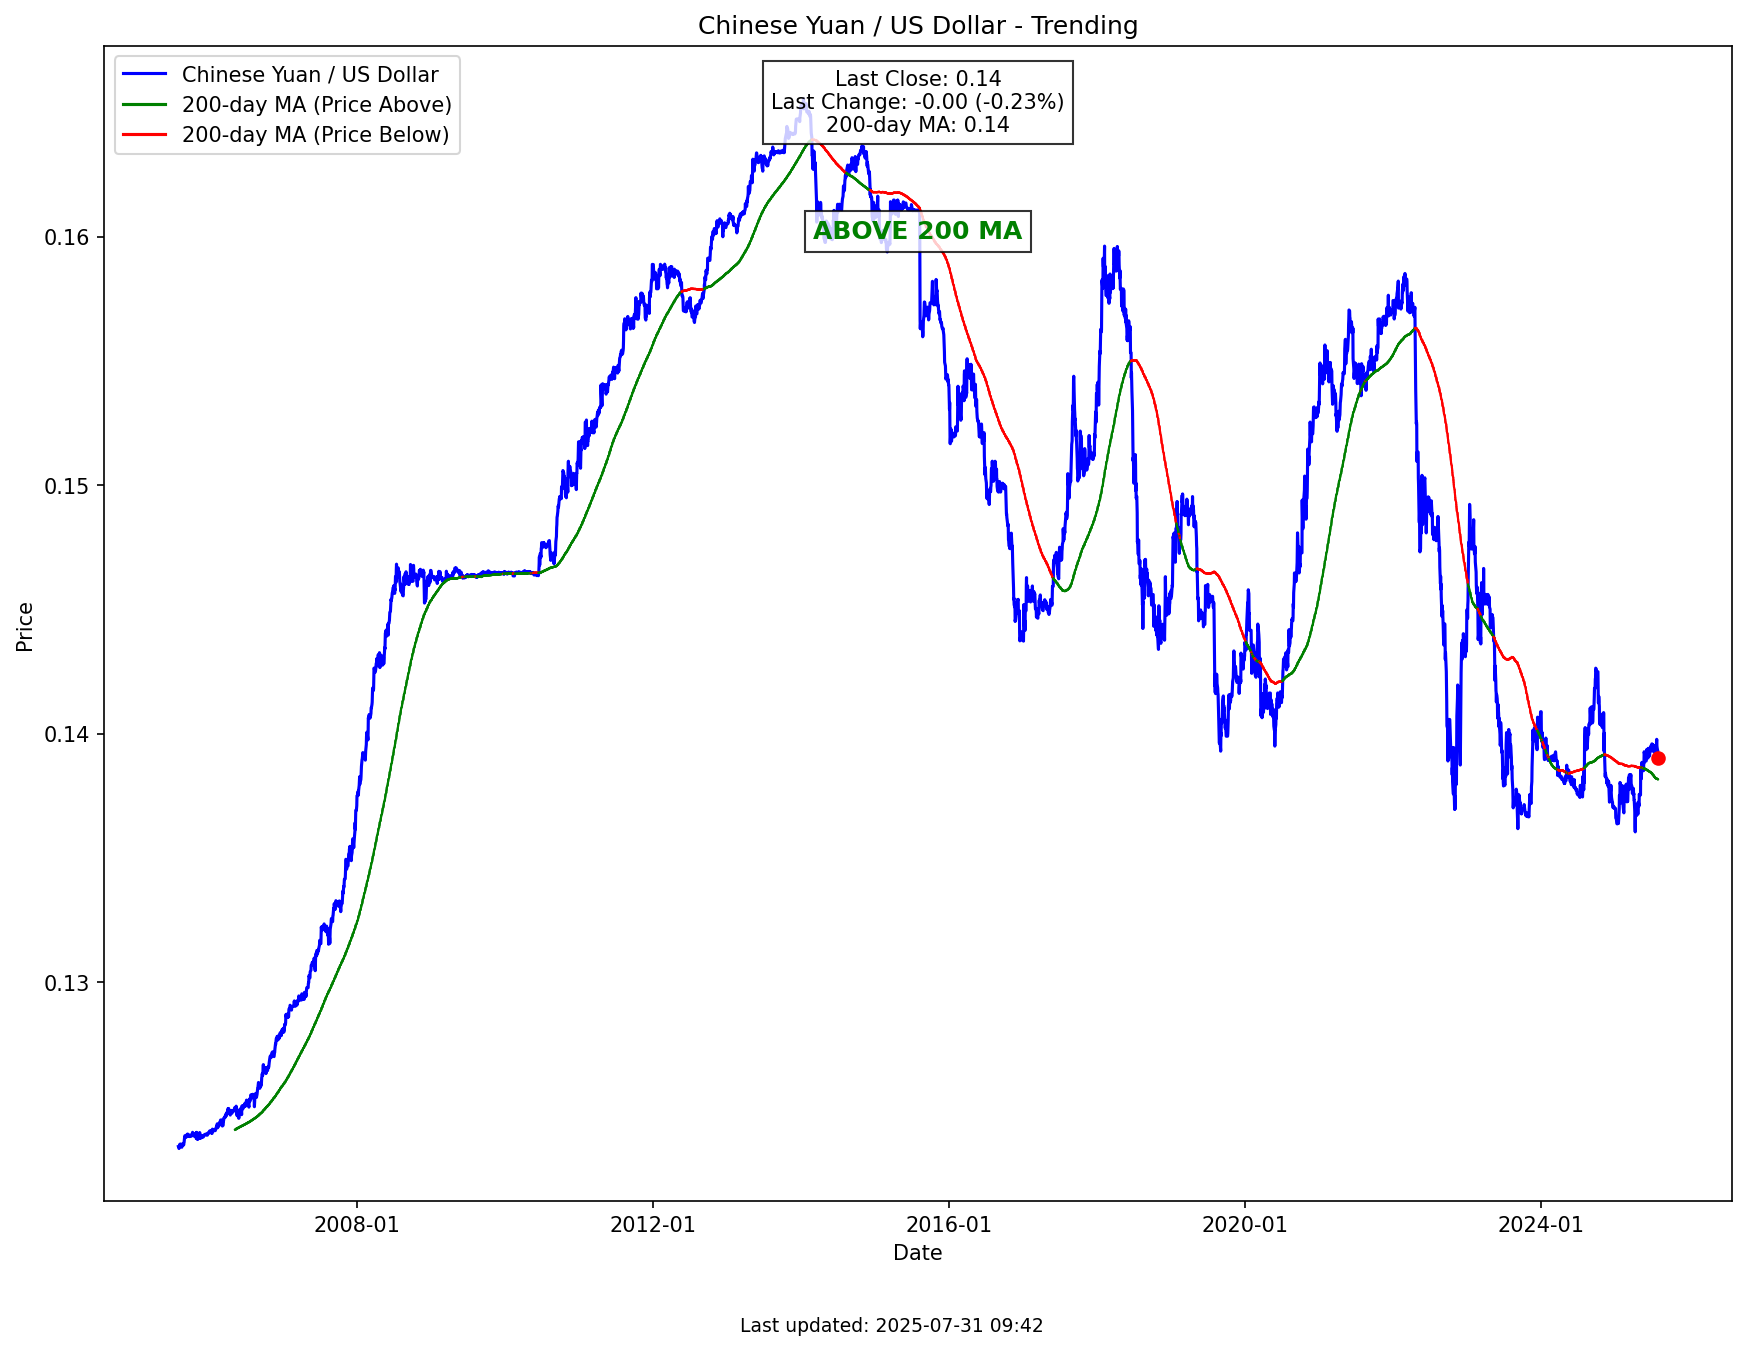 Chinese Yuan / US Dollar - Trending
Chinese Yuan / US Dollar
200-day MA (Price Above)
200-day MA (Price Below)
Last Close: 0.14
Last Change: -0.00 (-0.23%)
200-day MA: 0.14
ABOVE 200 MA
Price
0.16
0.15
0.14
0.13
2008-01
2012-01
2016-01
2020-01
2024-01
Date
Last updated: 2025-07-31 09:42